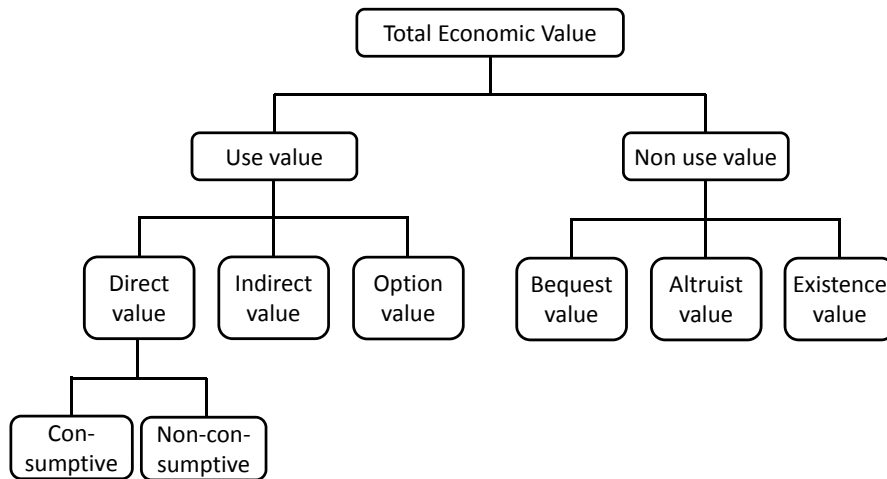 Total Economic Value
Use value
Non use value
Direct
value
Indirect
value
Option
value
Bequest
value
Altruist
value
Existence
value
Con-
sumptive
Non-con-
sumptive